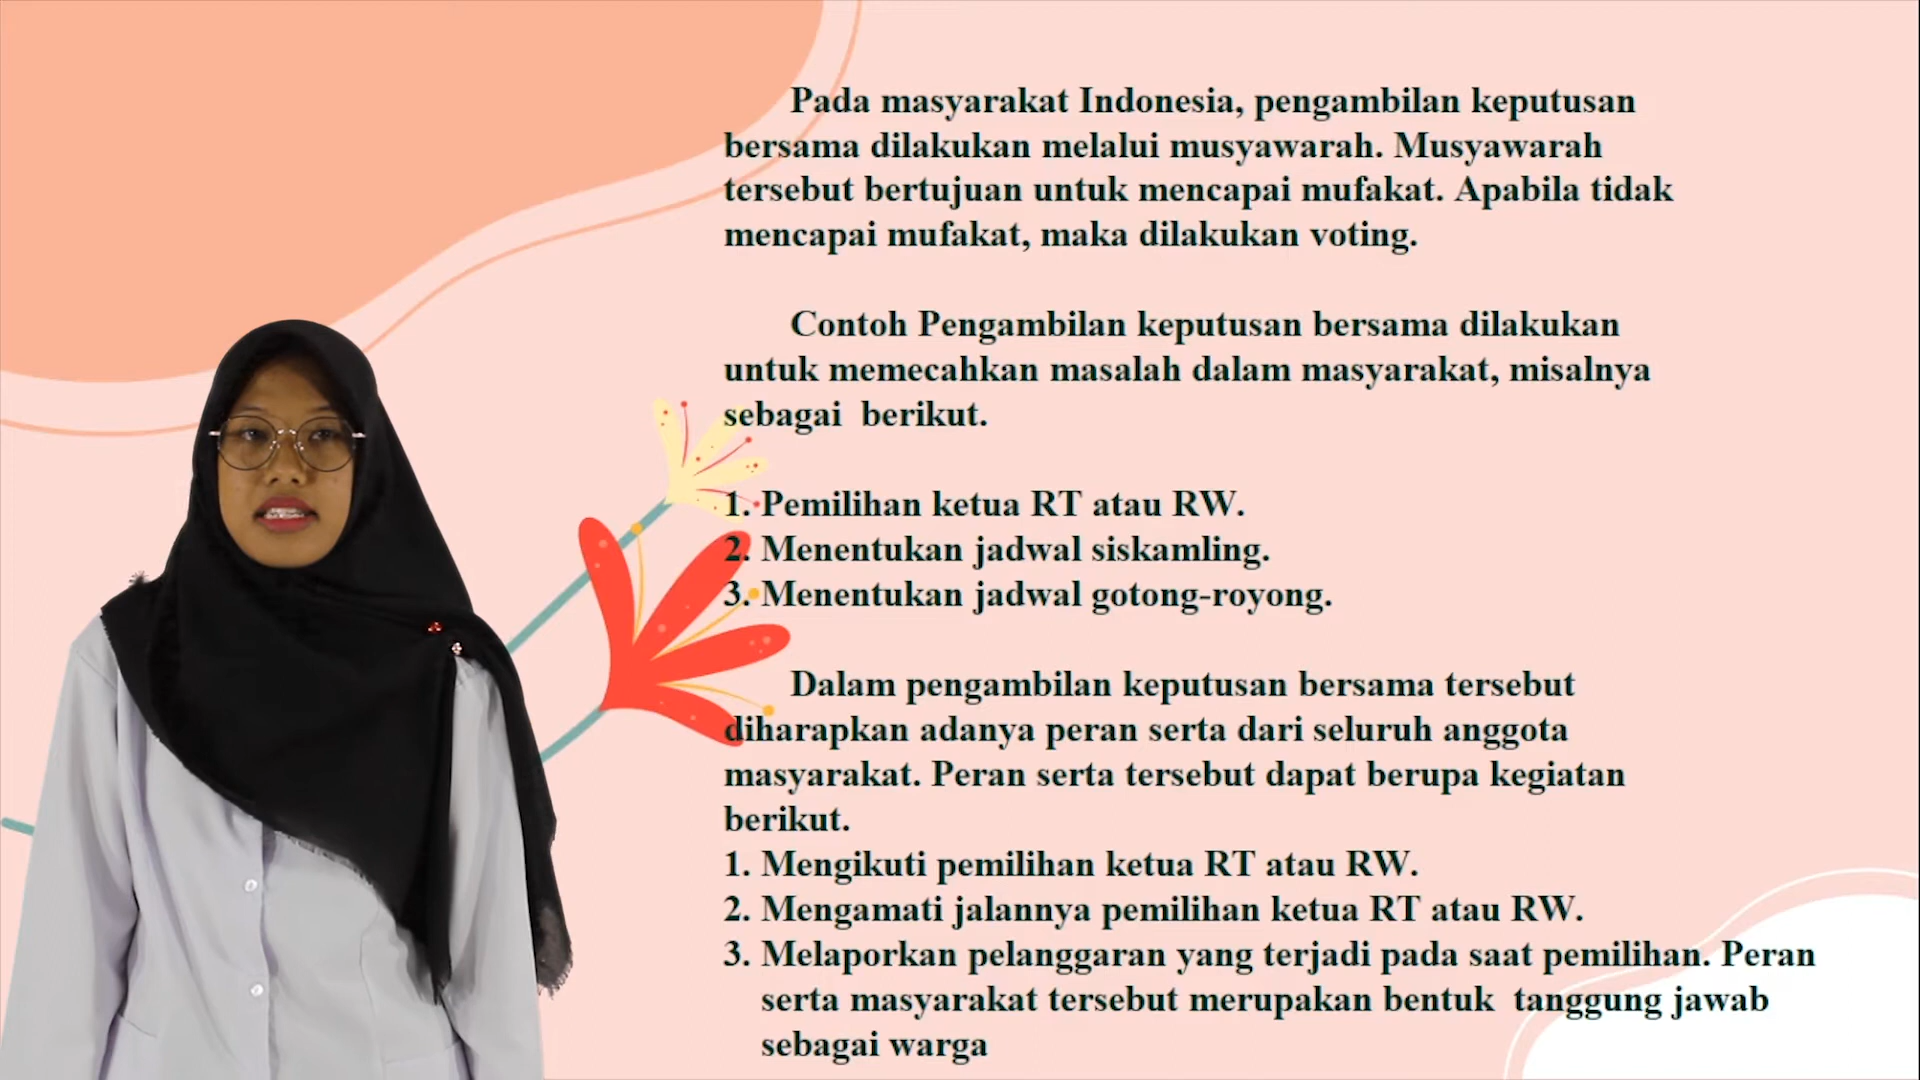 Pada masyarakat Indonesia, pengambilan keputusan
bersama dilakukan melalui musyawarah. Musyawarah
tersebut bertujuan untuk mencapai mufakat. Apabila tidak
mencapai mufakat, maka dilakukan voting.
Contoh Pengambilan keputusan bersama dilakukan
untuk memecahkan masalah dalam masyarakat, misalnya
sebagai  berikut.
1. Pemilihan ketua RT atau RW.
2. Menentukan jadwal siskamling.
3. Menentukan jadwal gotong-royong.
Dalam pengambilan keputusan bersama tersebut
diharapkan adanya peran serta dari seluruh anggota
masyarakat. Peran serta tersebut dapat berupa kegiatan
berikut.
1. Mengikuti pemilihan ketua RT atau RW.
2. Mengamati jalannya pemilihan ketua RT atau RW.
3. Melaporkan pelanggaran yang terjadi pada saat pemilihan. Peran
serta masyarakat tersebut merupakan bentuk  tanggung jawab
sebagai warga